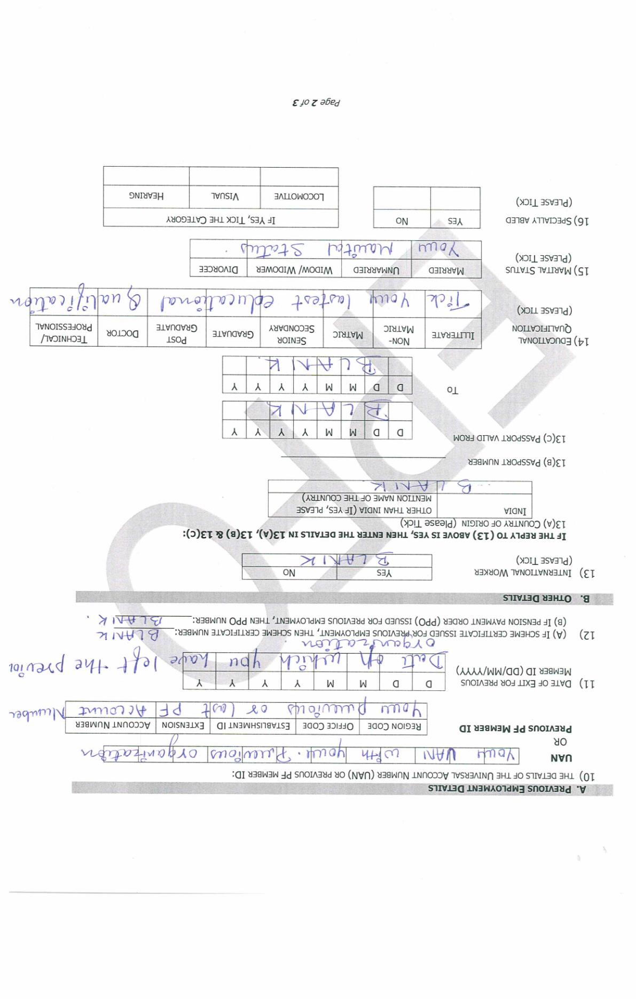 A. PREVIOUS EMPLOYMENT DETAILS
10) THE DETAILS OF THE UNIVERSAL ACCOUNT NUMBER (UAN) OR PREVIOUS PF MEMBER ID:
UAN Your UAN with your Previous organization
OR
PREVIOUS PF MEMBER ID
REGION CODE OFFICE CODE ESTABLISHMENT ID EXTENSION ACCOUNT NUMBER
Your previous or last PF Account Number
11) DATE OF EXIT FOR PREVIOUS
MEMBER ID (DD/MM/YYYY)
D D M M Y Y Y Y
Date of which you have left the previou
organization.
12) (A) IF SCHEME CERTIFICATE ISSUED FOR PREVIOUS EMPLOYMENT, THEN SCHEME CERTIFICATE NUMBER: BLANK
(B) IF PENSION PAYMENT ORDER (PPO) ISSUED FOR PREVIOUS EMPLOYMENT, THEN PPO NUMBER: BLANK.
B. OTHER DETAILS
13) INTERNATIONAL WORKER
(PLEASE TICK)
YES NO
BLANK
IF THE REPLY TO (13) ABOVE IS YES, THEN ENTER THE DETAILS IN 13(A), 13(B) & 13(C):
13(A) COUNTRY OF ORIGIN (Please Tick)
INDIA OTHER THAN INDIA (IF YES, PLEASE
MENTION NAME OF THE COUNTRY)
BLANK.
13(B) PASSPORT NUMBER
13(C) PASSPORT VALID FROM
D D M M Y Y Y Y
BLANK
TO
D D M M Y Y Y Y
BLANK.
14) EDUCATIONAL
QUALIFICATION
(PLEASE TICK)
ILLITERATE NON-
MATRIC MATRIC SENIOR
SECONDARY GRADUATE POST
GRADUATE DOCTOR TECHNICAL/
PROFESSIONAL
Tick your lastest educational Qualification
15) MARITAL STATUS
(PLEASE TICK)
MARRIED UNMARRIED WIDOW/ WIDOWER DIVORCEE
Your Marital Status.
16) SPECIALLY ABLED
(PLEASE TICK)
YES NO
IF YES, TICK THE CATEGORY
LOCOMOTIVE VISUAL HEARING
Page 2 of 3
EPFO